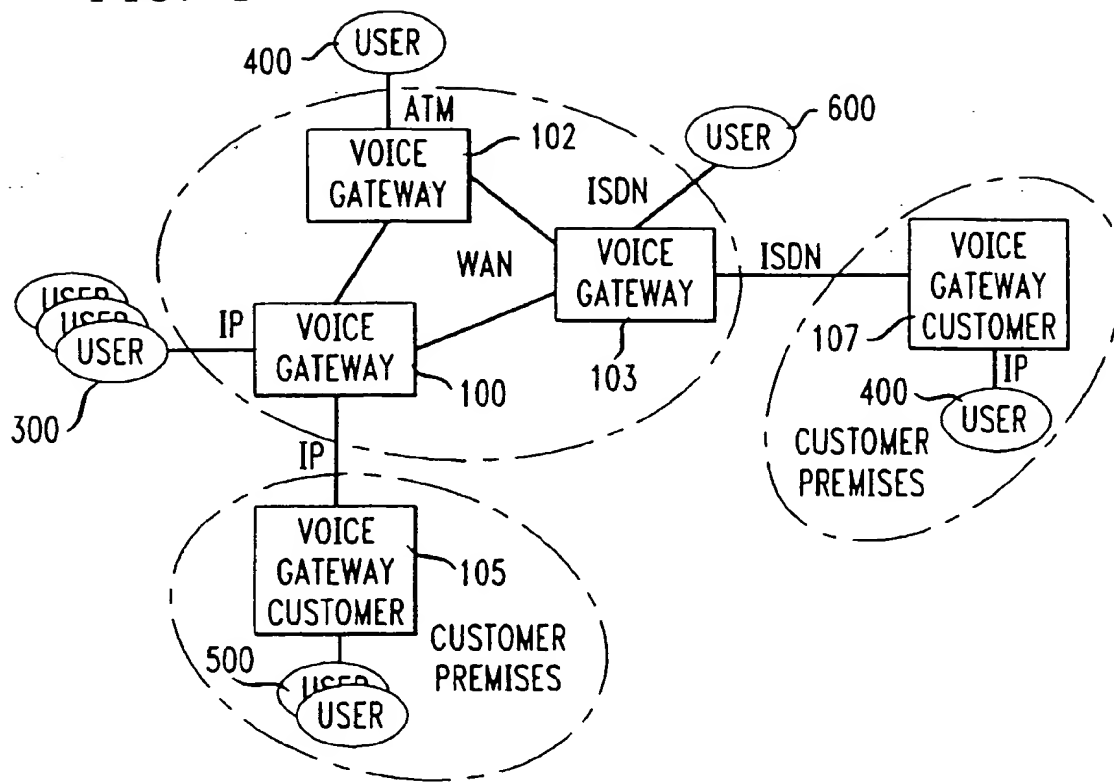 USER
400
ATM
VOICE
GATEWAY
102
USER
600
ISDN
WAN
VOICE
GATEWAY
103
ISDN
VOICE
GATEWAY
CUSTOMER
107
IP
400
USER
CUSTOMER
PREMISES
USER
USER
USER
300
IP
VOICE
GATEWAY
100
IP
VOICE
GATEWAY
CUSTOMER
105
CUSTOMER
PREMISES
500
USER
USER